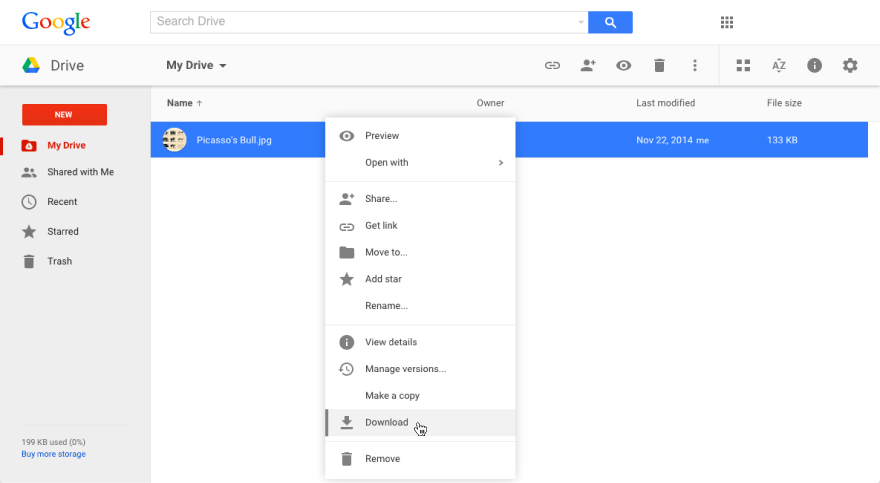 Google
Search Drive
Drive
My Drive
NEW
My Drive
Shared with Me
Recent
Starred
Trash
199 KB used (0%)
Buy more storage
Name ↑
Owner
Last modified
File size
Picasso's Bull.jpg
Nov 22, 2014 me
133 KB
Preview
Open with
Share...
Get link
Move to...
Add star
Rename...
View details
Manage versions...
Make a copy
Download
Remove
AZ